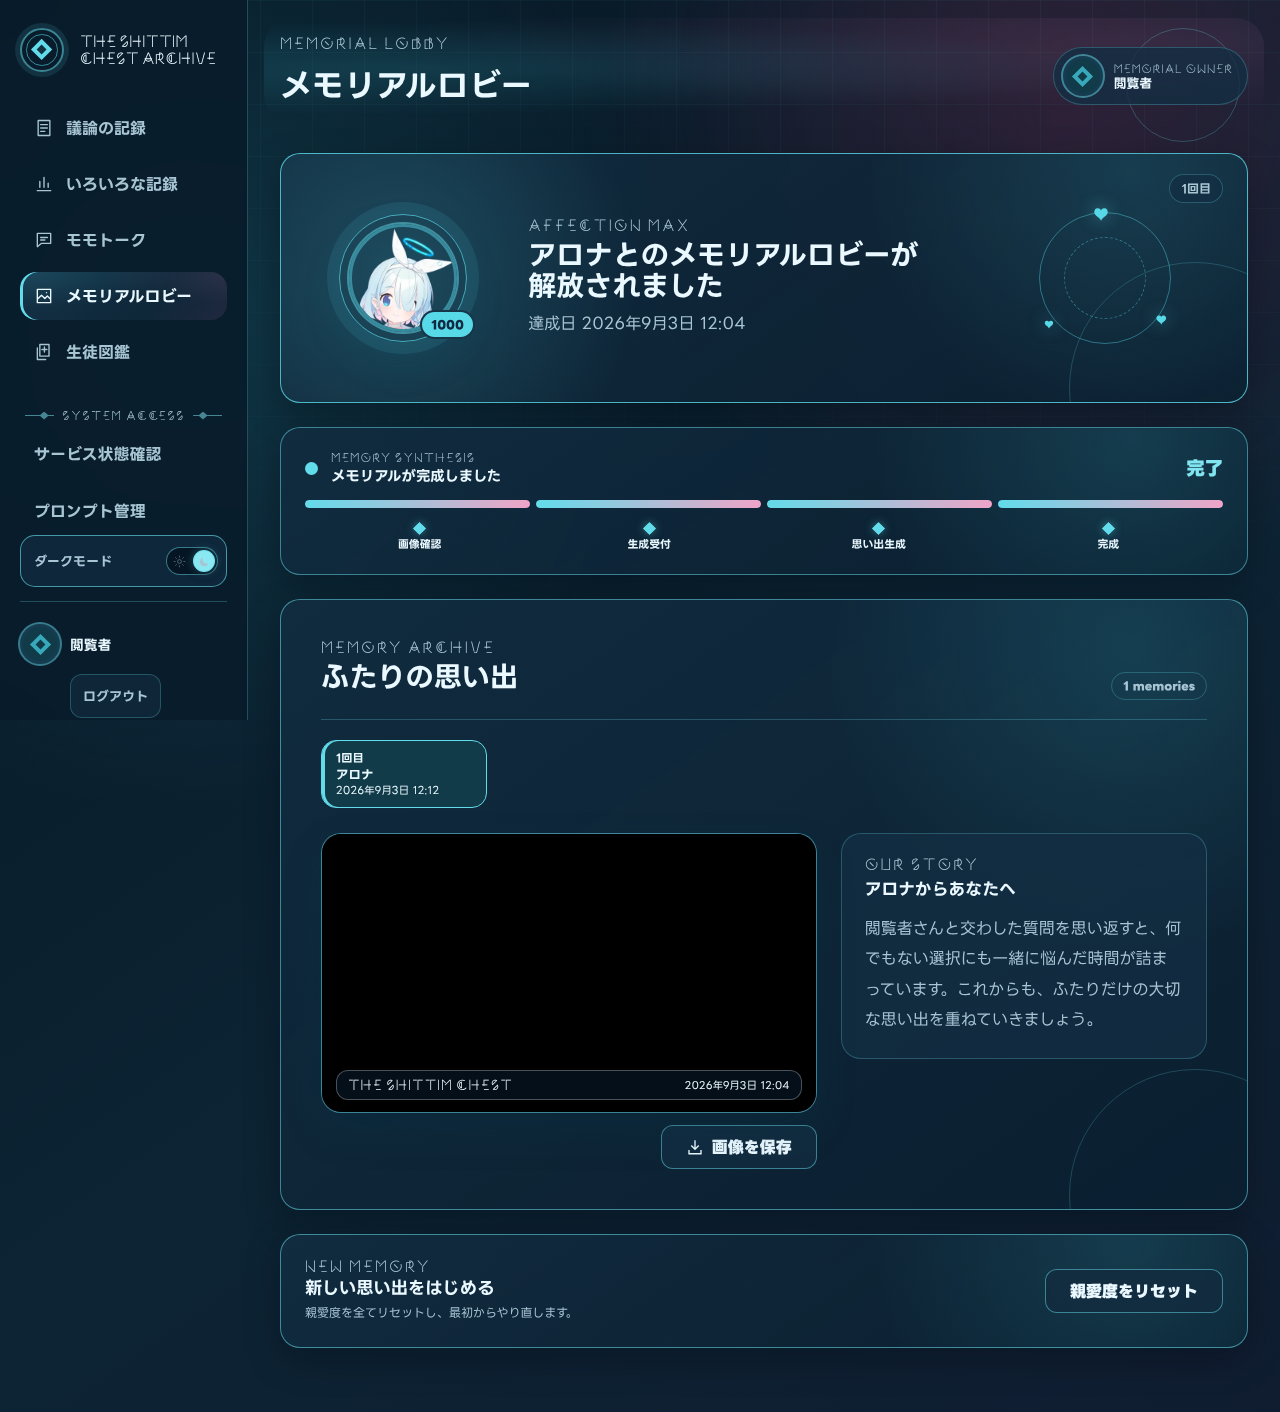 THE SHITTIM
CHEST ARCHIVE
議論の記録
いろいろな記録
モモトーク
メモリアルロビー
生徒図鑑
SYSTEM ACCESS
サービス状態確認
プロンプト管理
ダークモード
閲覧者
ログアウト
MEMORIAL LOBBY
メモリアルロビー
MEMORIAL OWNER
閲覧者
1回目
AFFECTION MAX
アロナとのメモリアルロビーが
解放されました
達成日 2026年9月3日 12:04
1000
MEMORY SYNTHESIS
メモリアルが完成しました
完了
画像確認
生成受付
思い出生成
完成
MEMORY ARCHIVE
ふたりの思い出
1 memories
1回目
アロナ
2026年9月3日 12:12
THE SHITTIM CHEST
2026年9月3日 12:04
画像を保存
OUR STORY
アロナからあなたへ
閲覧者さんと交わした質問を思い返すと、何
でもない選択にも一緒に悩んだ時間が詰ま
っています。これからも、ふたりだけの大切
な思い出を重ねていきましょう。
NEW MEMORY
新しい思い出をはじめる
親愛度を全てリセットし、最初からやり直します。
親愛度をリセット